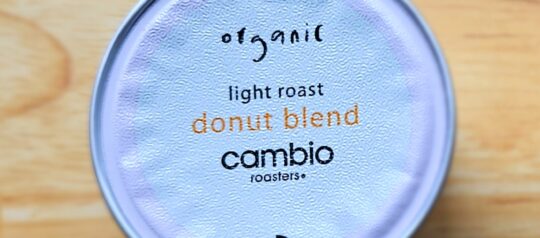 organic
light roast
donut blend
cambio
roasters